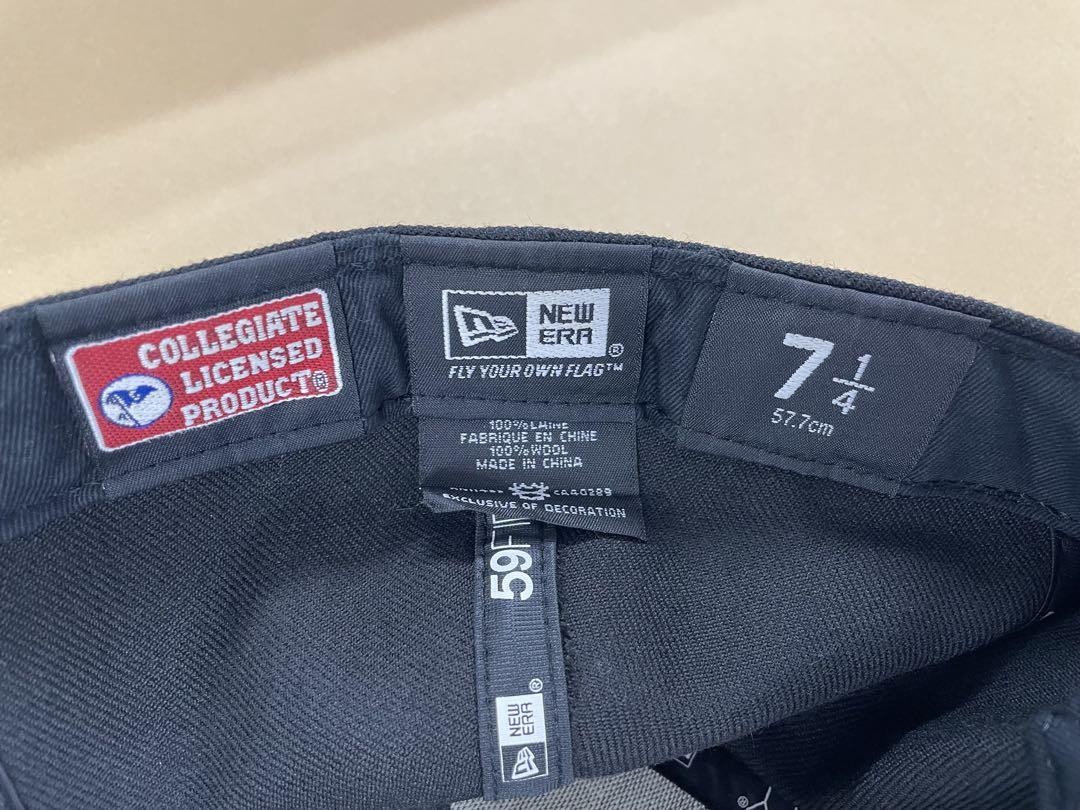 COLLEGIATE
LICENSED
PRODUCT®
NEW
ERA®
FLY YOUR OWN FLAG™
7 1/4
57.7cm
100% LAINE
FABRIQUE EN CHINE
100% WOOL
MADE IN CHINA
CA40289
EXCLUSIVE OF DECORATION
59
NEW
ERA®